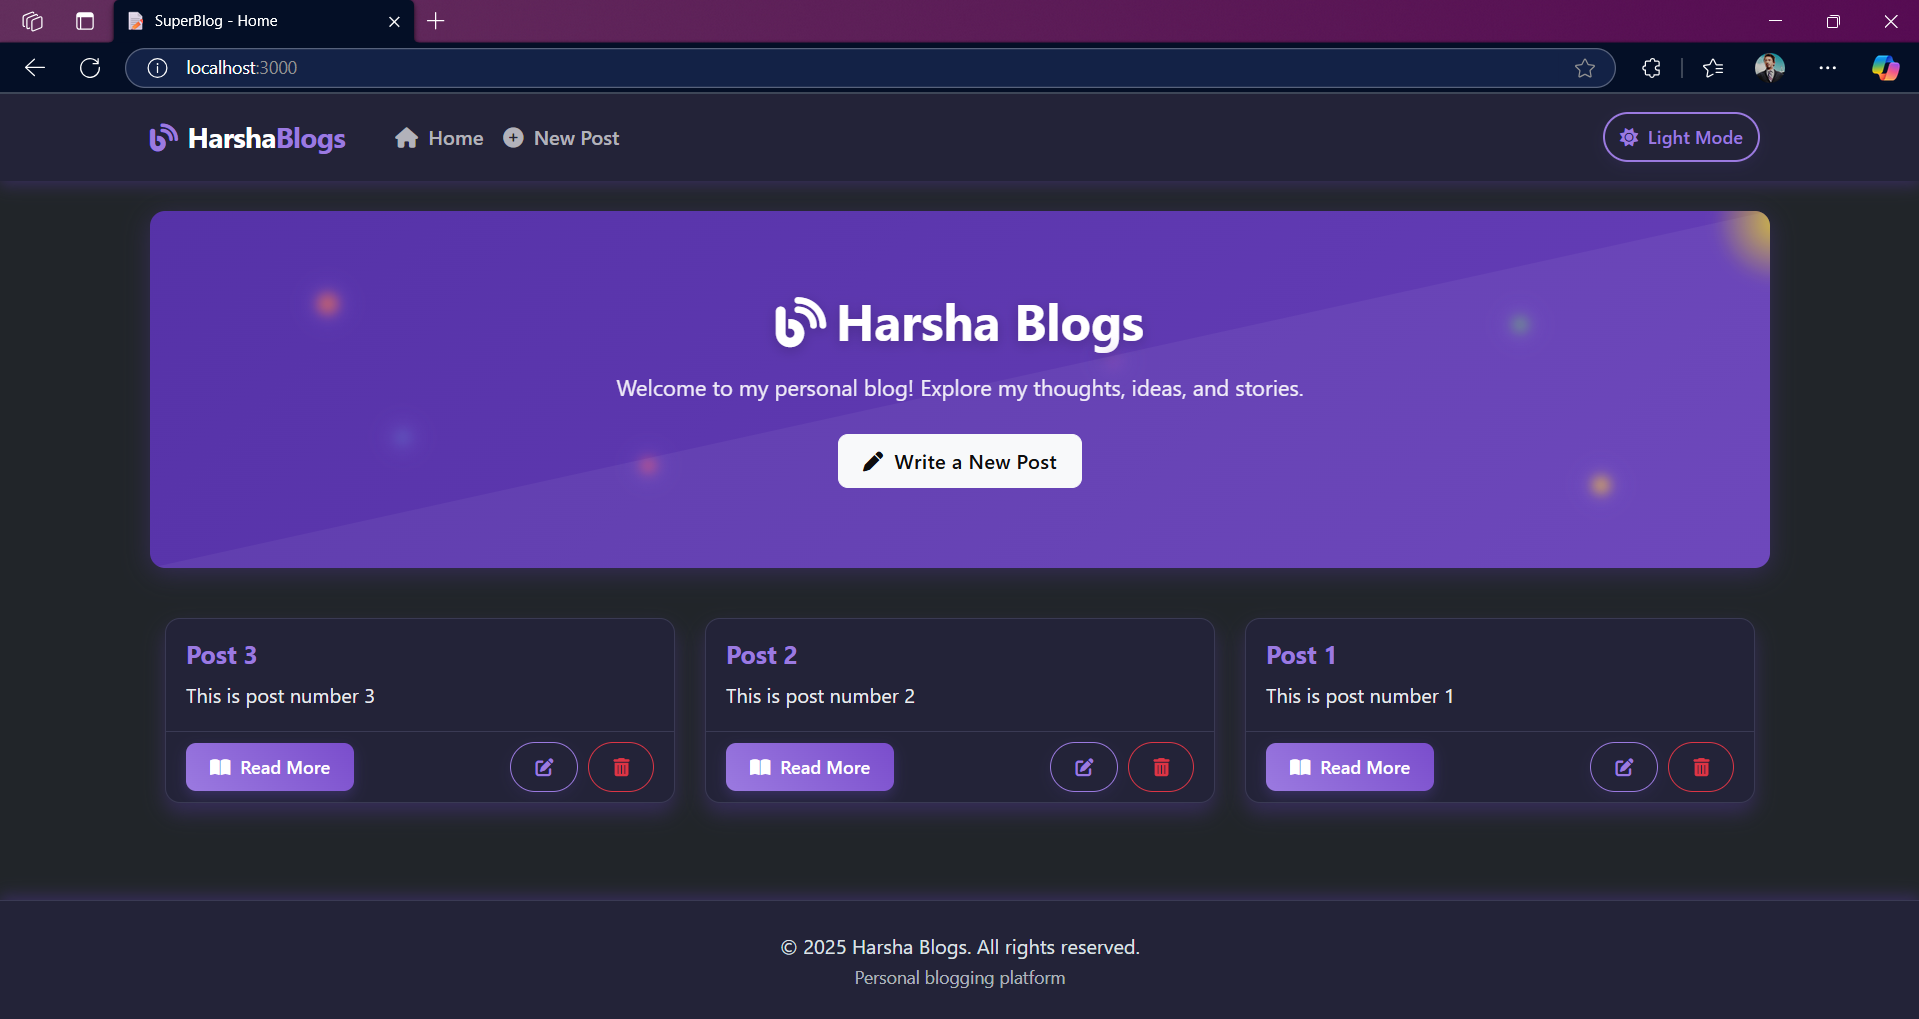 SuperBlog - Home
localhost:3000
HarshaBlogs
Home
New Post
Light Mode
Harsha Blogs
Welcome to my personal blog! Explore my thoughts, ideas, and stories.
Write a New Post
Post 3
This is post number 3
Read More
Post 2
This is post number 2
Read More
Post 1
This is post number 1
Read More
© 2025 Harsha Blogs. All rights reserved.
Personal blogging platform